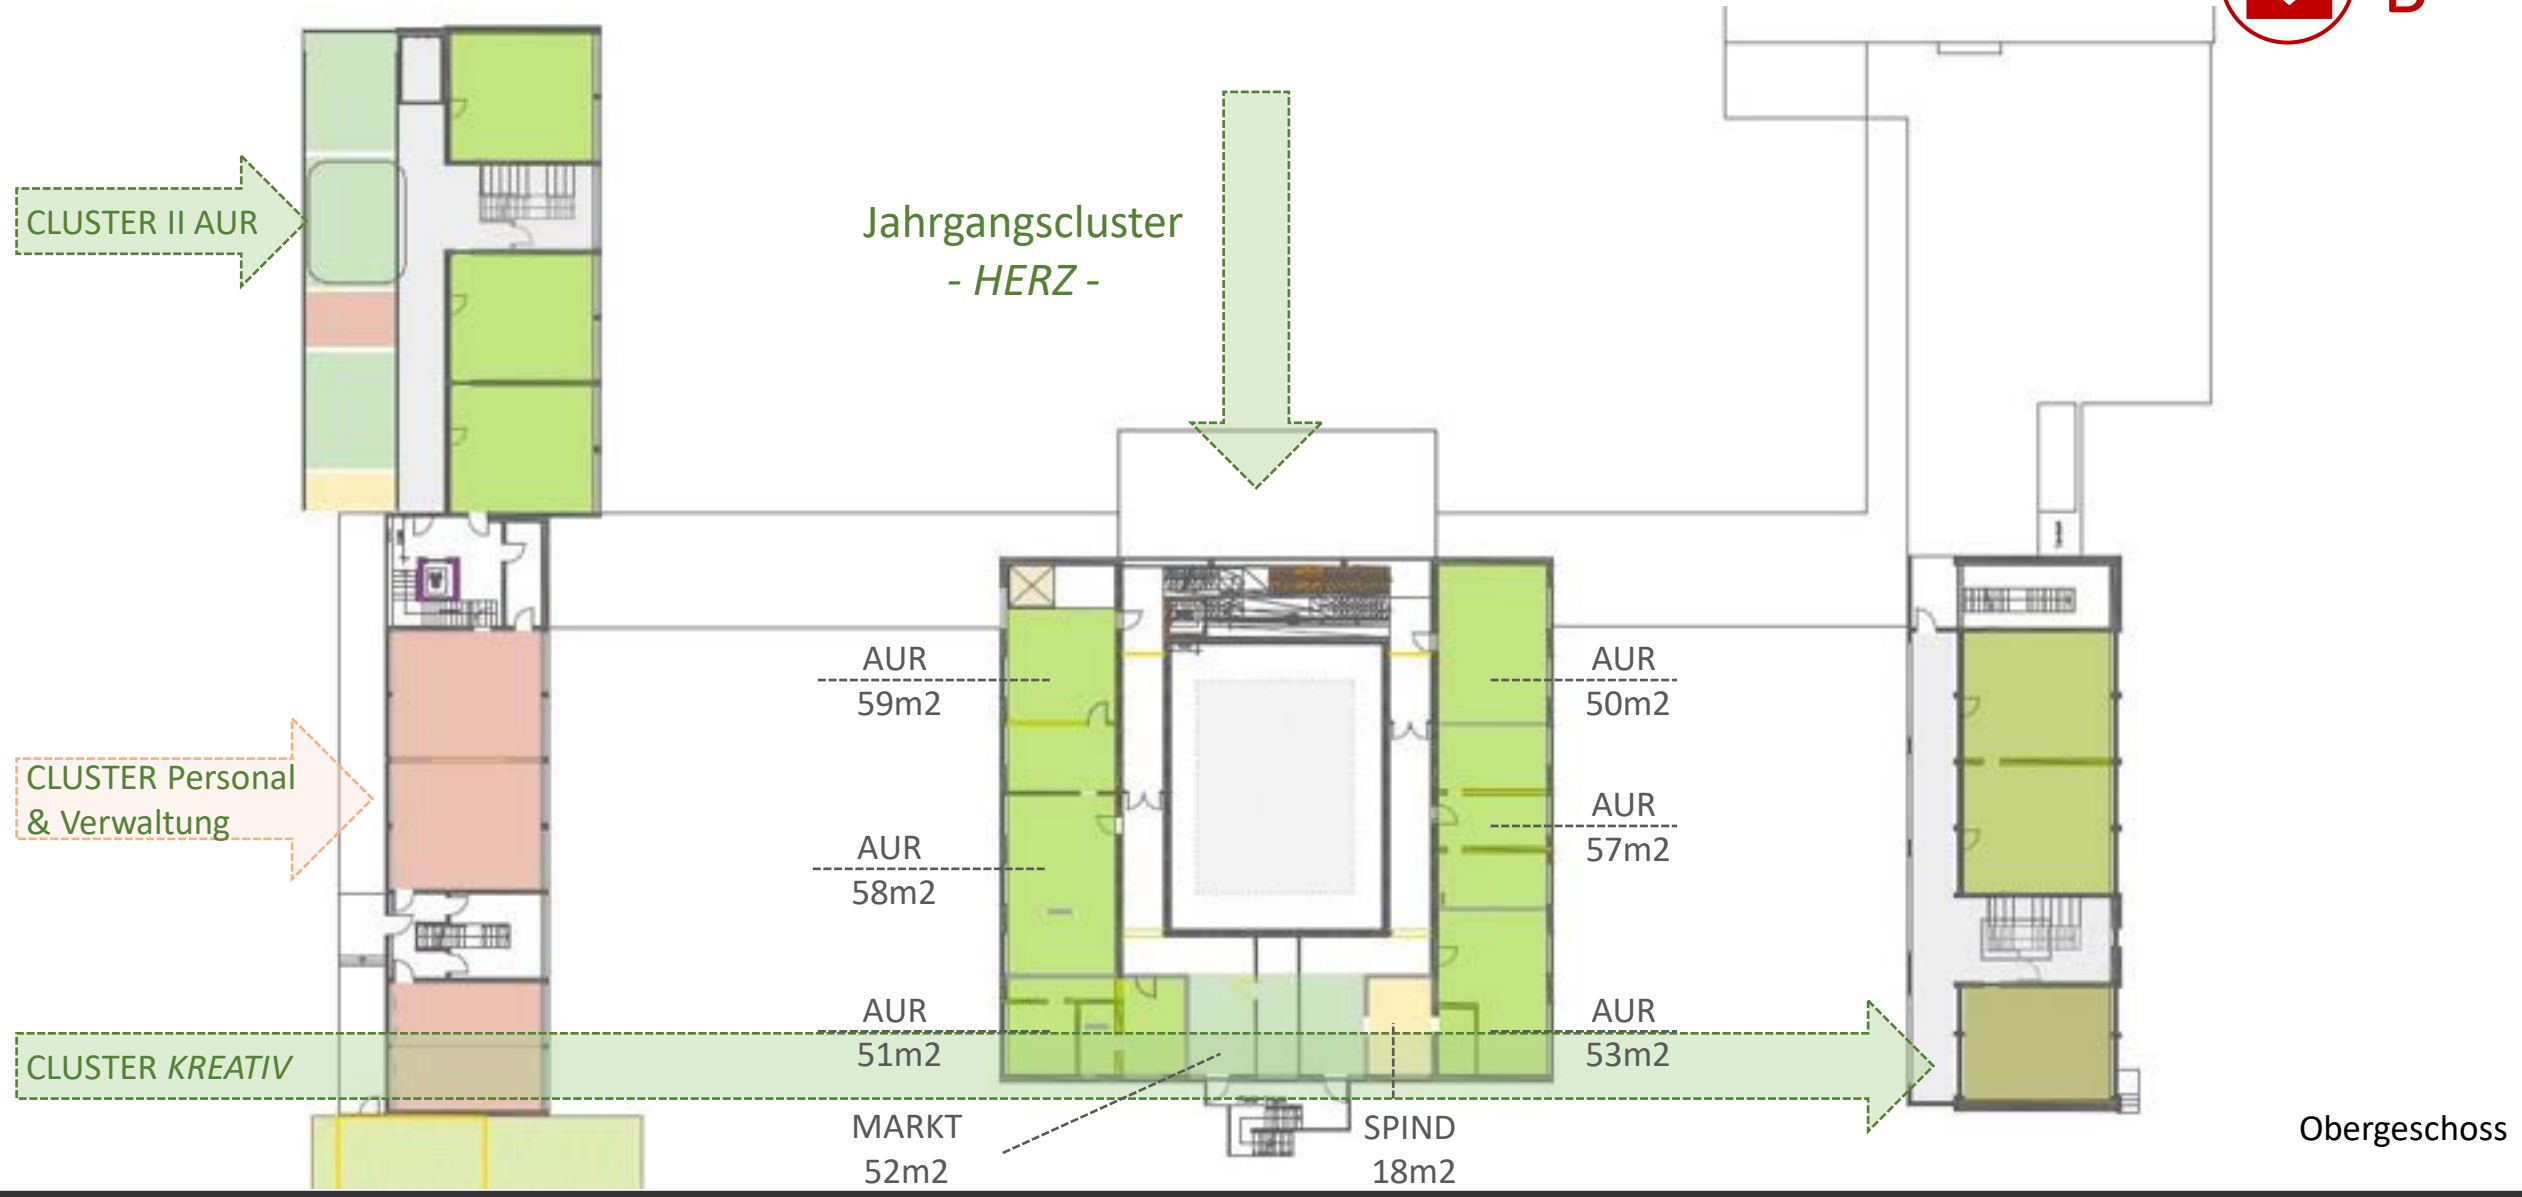 B
CLUSTER II AUR
Jahrgangscluster
- HERZ -
AUR
59m2
AUR
50m2
CLUSTER Personal
& Verwaltung
AUR
57m2
AUR
58m2
AUR
51m2
AUR
53m2
CLUSTER KREATIV
MARKT
52m2
SPIND
18m2
Obergeschoss